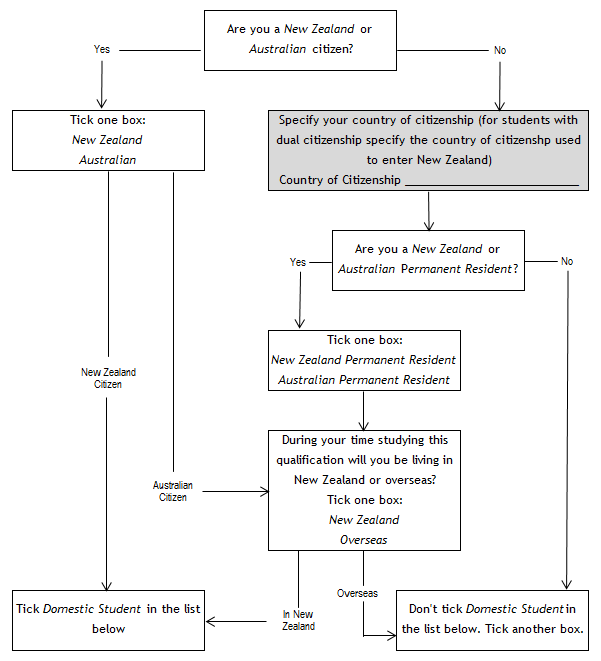 Are you a New Zealand or
Australian citizen?
Yes
No
Tick one box:
New Zealand
Australian
Specify your country of citizenship (for students with
dual citizenship specify the country of citizenshp used
to enter New Zealand)
Country of Citizenship ____________________________
Are you a New Zealand or
Australian Permanent Resident?
Yes
No
Tick one box:
New Zealand Permanent Resident
Australian Permanent Resident
New Zealand
Citizen
During your time studying this
qualification will you be living in
New Zealand or overseas?
Tick one box:
New Zealand
Overseas
Australian
Citizen
Overseas
In New
Zealand
Tick Domestic Student in the list
below
Don't tick Domestic Student in
the list below. Tick another box.